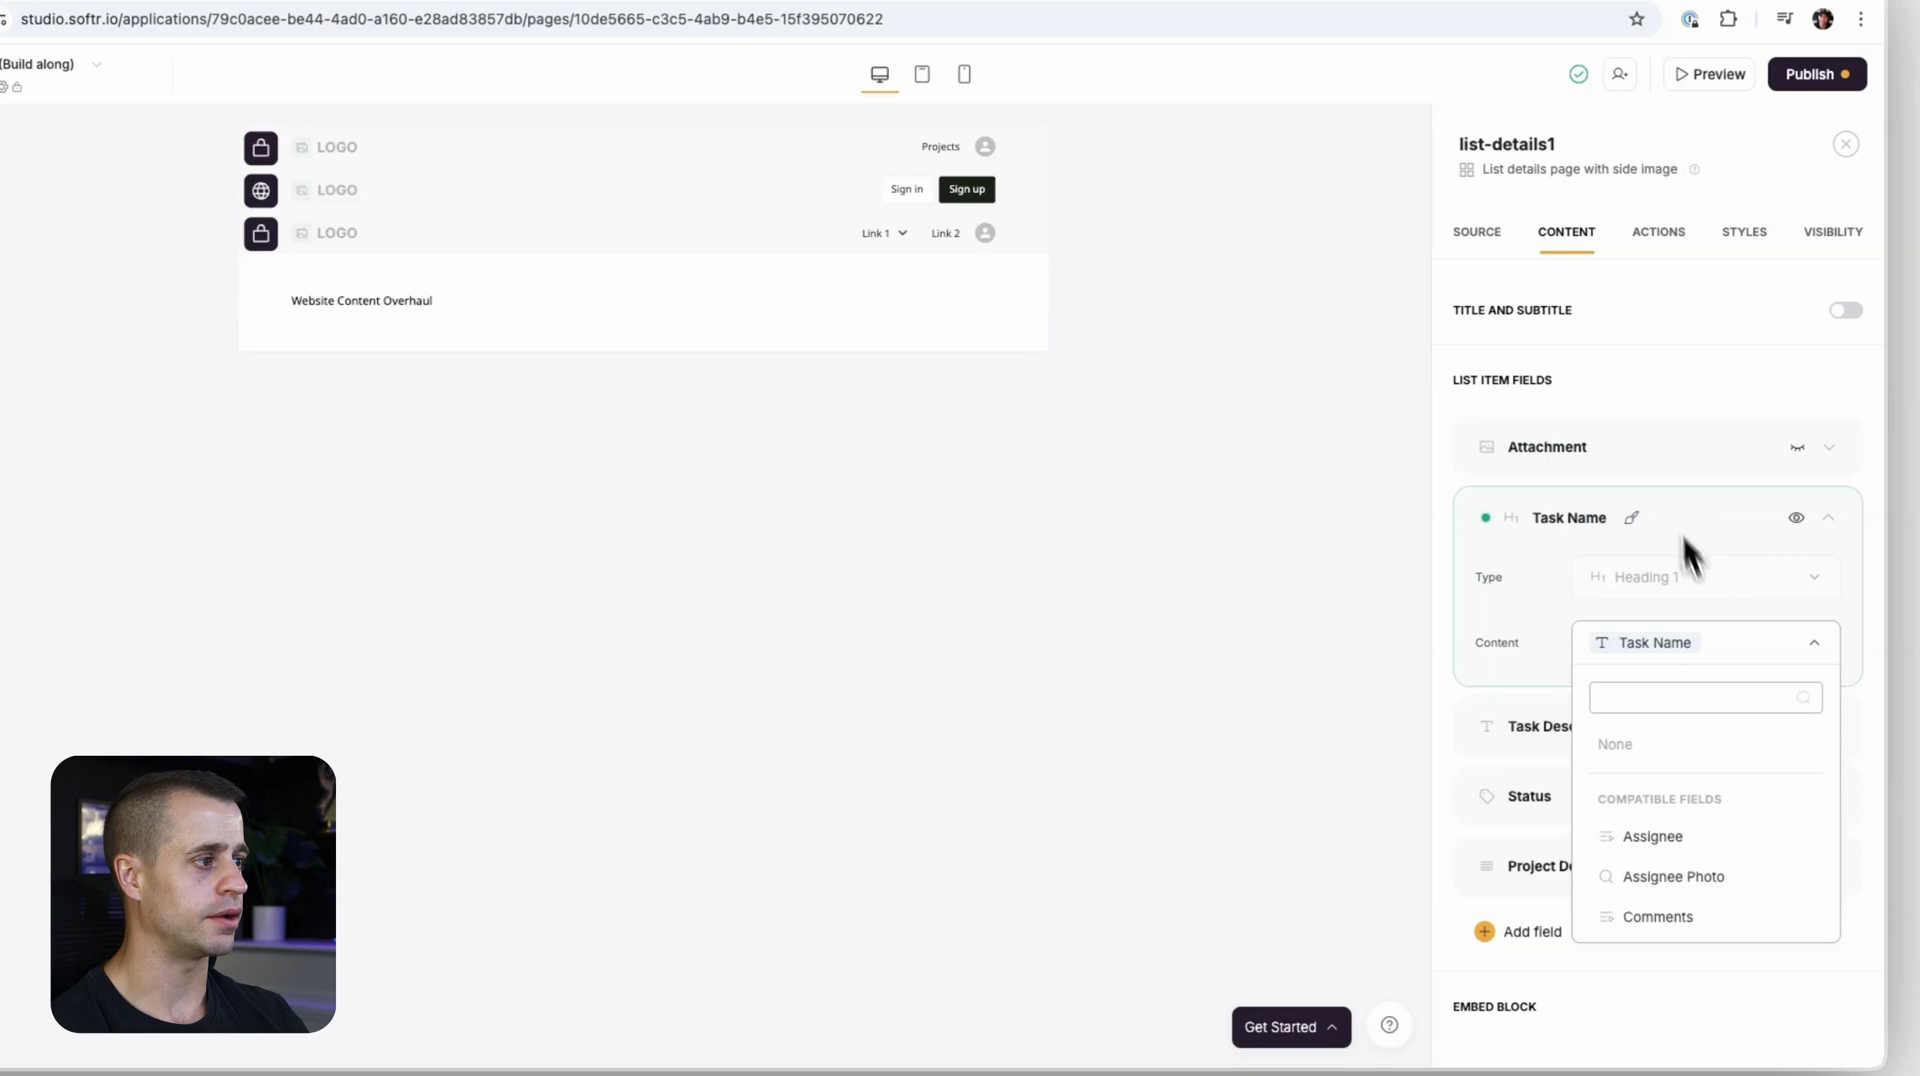 studio.softr.io/applications/79c0acee-be44-4ad0-a160-e28ad83857db/pages/10de5665-c3c5-4ab9-b4e5-15f395070622
(Build along)
Preview
Publish
LOGO
Projects
LOGO
Sign in
Sign up
LOGO
Link 1
Link 2
Website Content Overhaul
list-details1
List details page with side image
SOURCE
CONTENT
ACTIONS
STYLES
VISIBILITY
TITLE AND SUBTITLE
LIST ITEM FIELDS
Attachment
H1 Task Name
Type
H1 Heading 1
Content
T Task Name
None
COMPATIBLE FIELDS
Assignee
Assignee Photo
Comments
T Task Desc
Status
Project De
Add field
EMBED BLOCK
Get Started